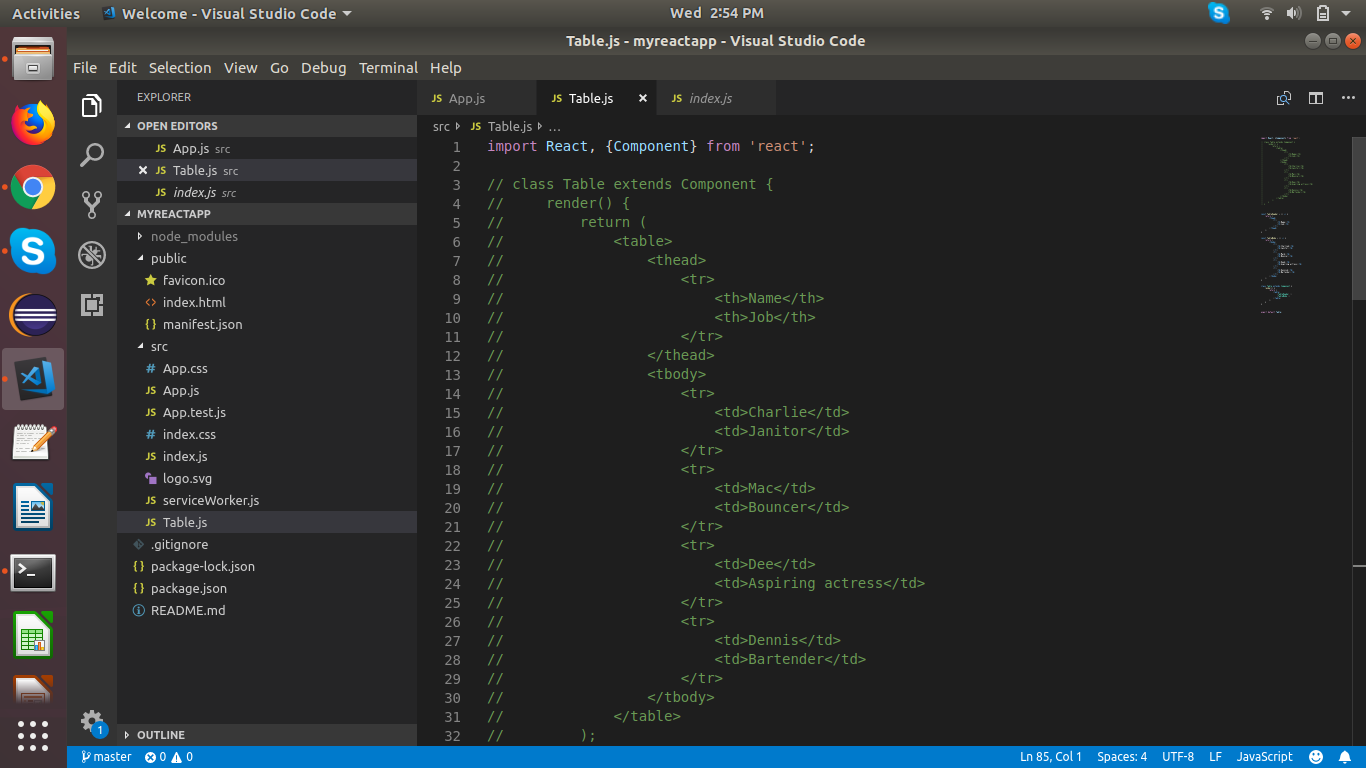 Activities Welcome - Visual Studio Code Wed 2:54 PM
Table.js - myreactapp - Visual Studio Code
File Edit Selection View Go Debug Terminal Help
EXPLORER
OPEN EDITORS
JS App.js src
JS Table.js src
JS index.js src
MYREACTAPP
node_modules
public
favicon.ico
<> index.html
{} manifest.json
src
# App.css
JS App.js
JS App.test.js
# index.css
JS index.js
logo.svg
JS serviceWorker.js
JS Table.js
.gitignore
{} package-lock.json
{} package.json
README.md
OUTLINE
1
JS App.js JS Table.js JS index.js
src JS Table.js ...
1 import React, {Component} from 'react';
2
3 // class Table extends Component {
4 //     render() {
5 //         return (
6 //             <table>
7 //                 <thead>
8 //                     <tr>
9 //                         <th>Name</th>
10 //                         <th>Job</th>
11 //                     </tr>
12 //                 </thead>
13 //                 <tbody>
14 //                     <tr>
15 //                         <td>Charlie</td>
16 //                         <td>Janitor</td>
17 //                     </tr>
18 //                     <tr>
19 //                         <td>Mac</td>
20 //                         <td>Bouncer</td>
21 //                     </tr>
22 //                     <tr>
23 //                         <td>Dee</td>
24 //                         <td>Aspiring actress</td>
25 //                     </tr>
26 //                     <tr>
27 //                         <td>Dennis</td>
28 //                         <td>Bartender</td>
29 //                     </tr>
30 //                 </tbody>
31 //             </table>
32 //         );
master 0 0 Ln 85, Col 1 Spaces: 4 UTF-8 LF JavaScript